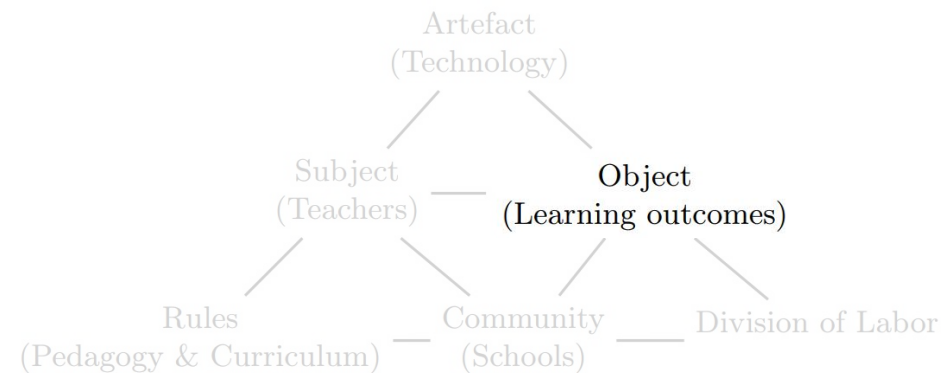 Artefact
(Technology)
Subject
(Teachers)
Object
(Learning outcomes)
Rules
(Pedagogy & Curriculum)
Community
(Schools)
Division of Labor